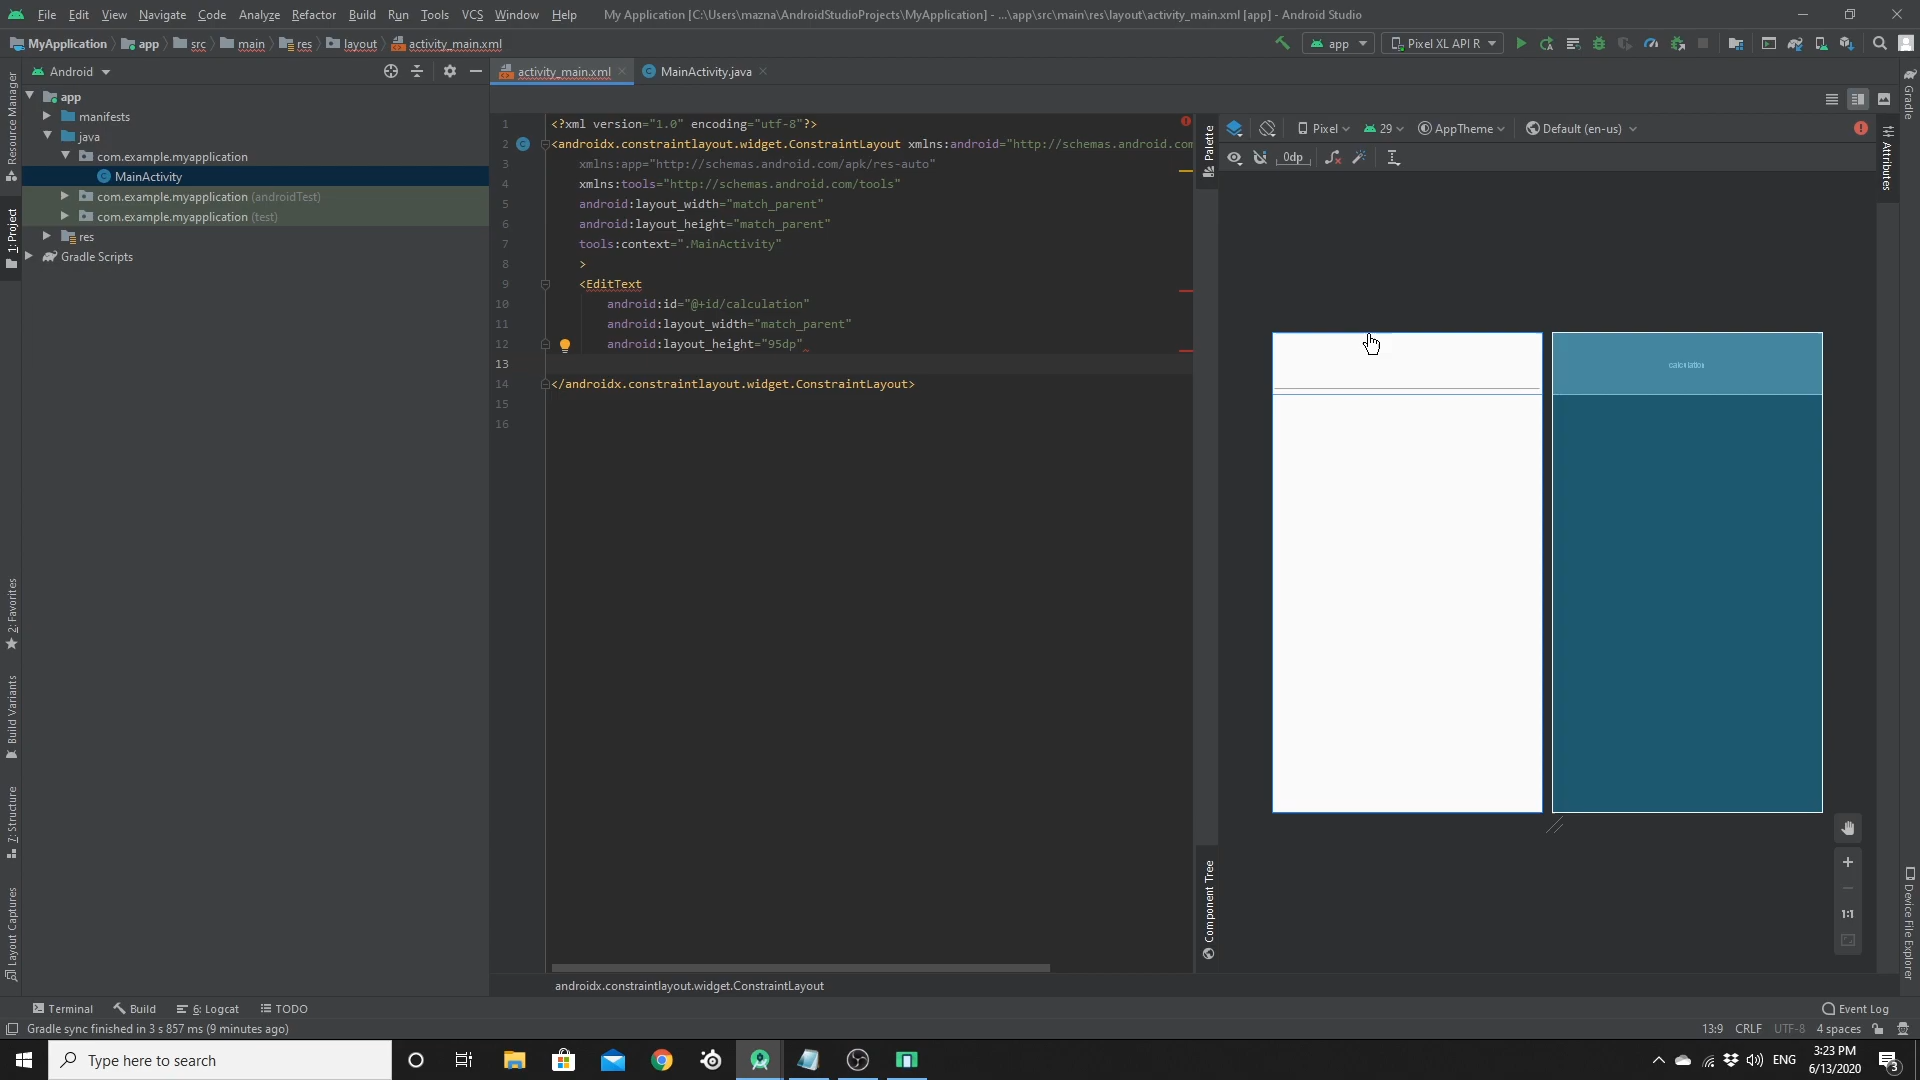 File Edit View Navigate Code Analyze Refactor Build Run Tools VCS Window Help My Application [C:\Users\mazna\AndroidStudioProjects\MyApplication] - ...\app\src\main\res\layout\activity_main.xml [app] - Android Studio
MyApplication app src main res layout activity_main.xml
app Pixel XL API R
Android
activity_main.xml MainActivity.java
app
manifests
java
com.example.myapplication
MainActivity
com.example.myapplication (androidTest)
com.example.myapplication (test)
res
Gradle Scripts
Resource Manager
1: Project
2: Favorites
Build Variants
7: Structure
Layout Captures
1 <?xml version="1.0" encoding="utf-8"?>
2 <androidx.constraintlayout.widget.ConstraintLayout xmlns:android="http://schemas.android.com
3 xmlns:app="http://schemas.android.com/apk/res-auto"
4 xmlns:tools="http://schemas.android.com/tools"
5 android:layout_width="match_parent"
6 android:layout_height="match_parent"
7 tools:context=".MainActivity"
8 >
9 <EditText
10 android:id="@+id/calculation"
11 android:layout_width="match_parent"
12 android:layout_height="95dp"
13
14 </androidx.constraintlayout.widget.ConstraintLayout>
15
16
androidx.constraintlayout.widget.ConstraintLayout
Palette
Component Tree
Pixel 29 AppTheme Default (en-us)
0dp
calculation
1:1
Attributes
Gradle
Device File Explorer
Terminal Build 6: Logcat TODO
Event Log
Gradle sync finished in 3 s 857 ms (9 minutes ago)
13:9 CRLF UTF-8 4 spaces
Type here to search
ENG
3:23 PM
6/13/2020
3